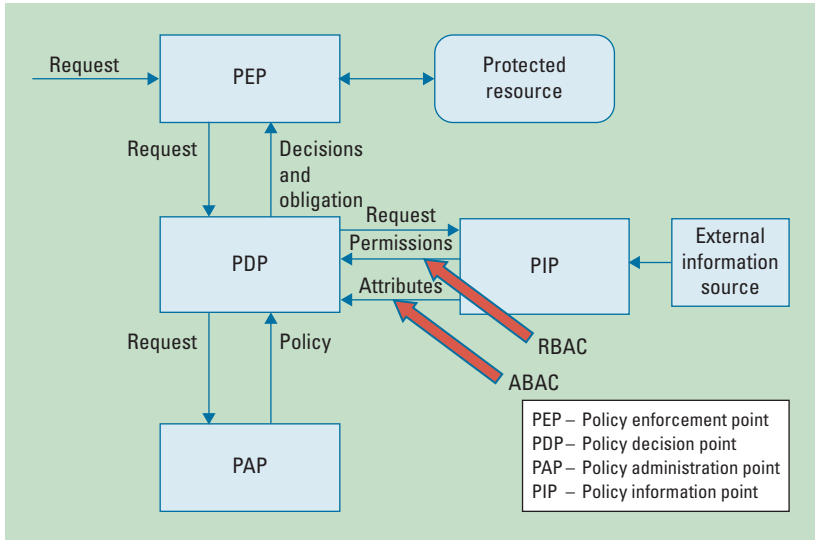 Request
PEP
Protected
resource
Request
Decisions
and
obligation
Request
Permissions
Attributes
PDP
PIP
External
information
source
RBAC
ABAC
Request
Policy
PAP
PEP – Policy enforcement point
PDP – Policy decision point
PAP – Policy administration point
PIP – Policy information point